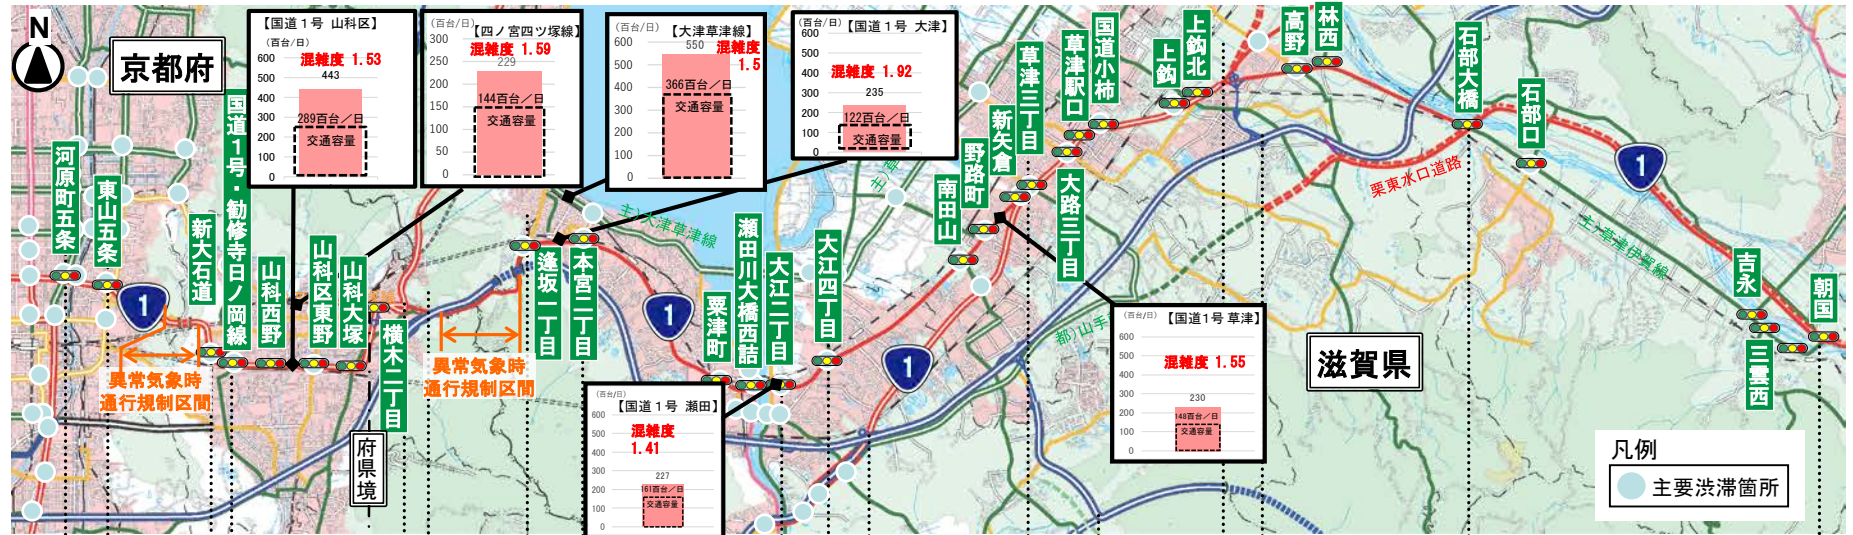 N
京都府
【国道1号 山科区】
(百台/日)
混雑度 1.53
600
500
400
300
200
100
0
443
289百台/日
交通容量
(百台/日)
【四ノ宮四ツ塚線】
混雑度 1.59
300
250
200
150
100
50
0
229
144百台/日
交通容量
【大津草津線】
(百台/日)
混雑度
1.5
600
500
400
300
200
100
0
550
366百台/日
交通容量
(百台/日)
【国道1号 大津】
混雑度 1.92
600
500
400
300
200
100
0
235
122百台/日
交通容量
【国道1号 瀬田】
(百台/日)
混雑度
1.41
600
500
400
300
200
100
0
227
161百台/日
交通容量
(百台/日)
【国道1号 草津】
混雑度 1.55
600
500
400
300
200
100
0
230
148百台/日
交通容量
河原町五条
東山五条
新大石道
国道1号・勧修寺日ノ岡線
山科西野
山科区東野
山科大塚
横木二丁目
逢坂一丁目
本宮二丁目
粟津町
瀬田川大橋西詰
大江二丁目
大江四丁目
南田山
野路町
新矢倉
草津三丁目
大路三丁目
草津駅口
国道小柿
上鈎
上鈎北
高野
林西
石部大橋
石部口
吉永
三雲西
朝国
1
1
1
1
異常気象時
通行規制区間
異常気象時
通行規制区間
府県境
主)大津草津線
都)山手
栗東水口道路
主)草津伊賀線
滋賀県
凡例
主要渋滞箇所